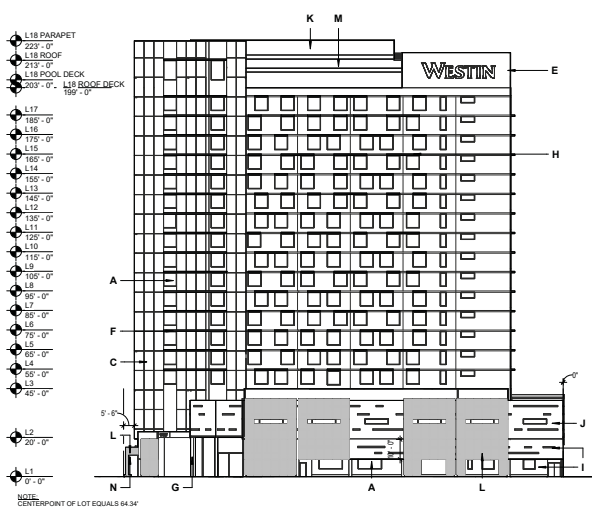 K
M
L18 PARAPET
223' - 0"
L18 ROOF
213' - 0"
L18 POOL DECK
203' - 0"
L18 ROOF DECK
199' - 0"
WESTIN
E
L17
185' - 0"
L16
175' - 0"
L15
165' - 0"
H
L14
155' - 0"
L13
145' - 0"
L12
135' - 0"
L11
125' - 0"
L10
115' - 0"
L9
105' - 0"
A
L8
95' - 0"
L7
85' - 0"
L6
75' - 0"
F
L5
65' - 0"
L4
55' - 0"
C
L3
45' - 0"
0"
5' - 6"
J
L2
20' - 0"
L
I
L1
0' - 0"
N
G
A
L
NOTE:
CENTERPOINT OF LOT EQUALS 64.34'